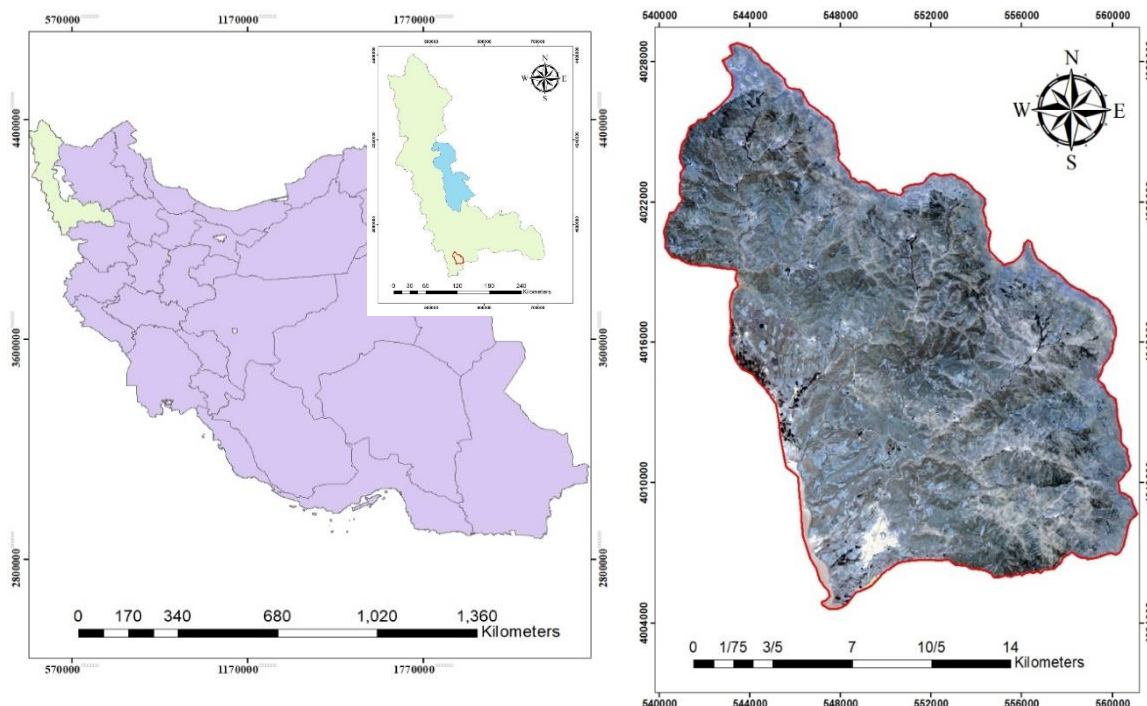 570000 1170000 1770000
4400000
4400000
3600000
3600000
2800000
2800000
0 170 340 680 1,020 1,360
Kilometers
570000 1170000 1770000
N
W E
S
0 30 60 120 180 240
Kilometers
540000 544000 548000 552000 556000 560000
4028000
4022000
4016000
4010000
4004000
N
W E
S
0 1/75 3/5 7 10/5 14
Kilometers
540000 544000 548000 552000 556000 560000